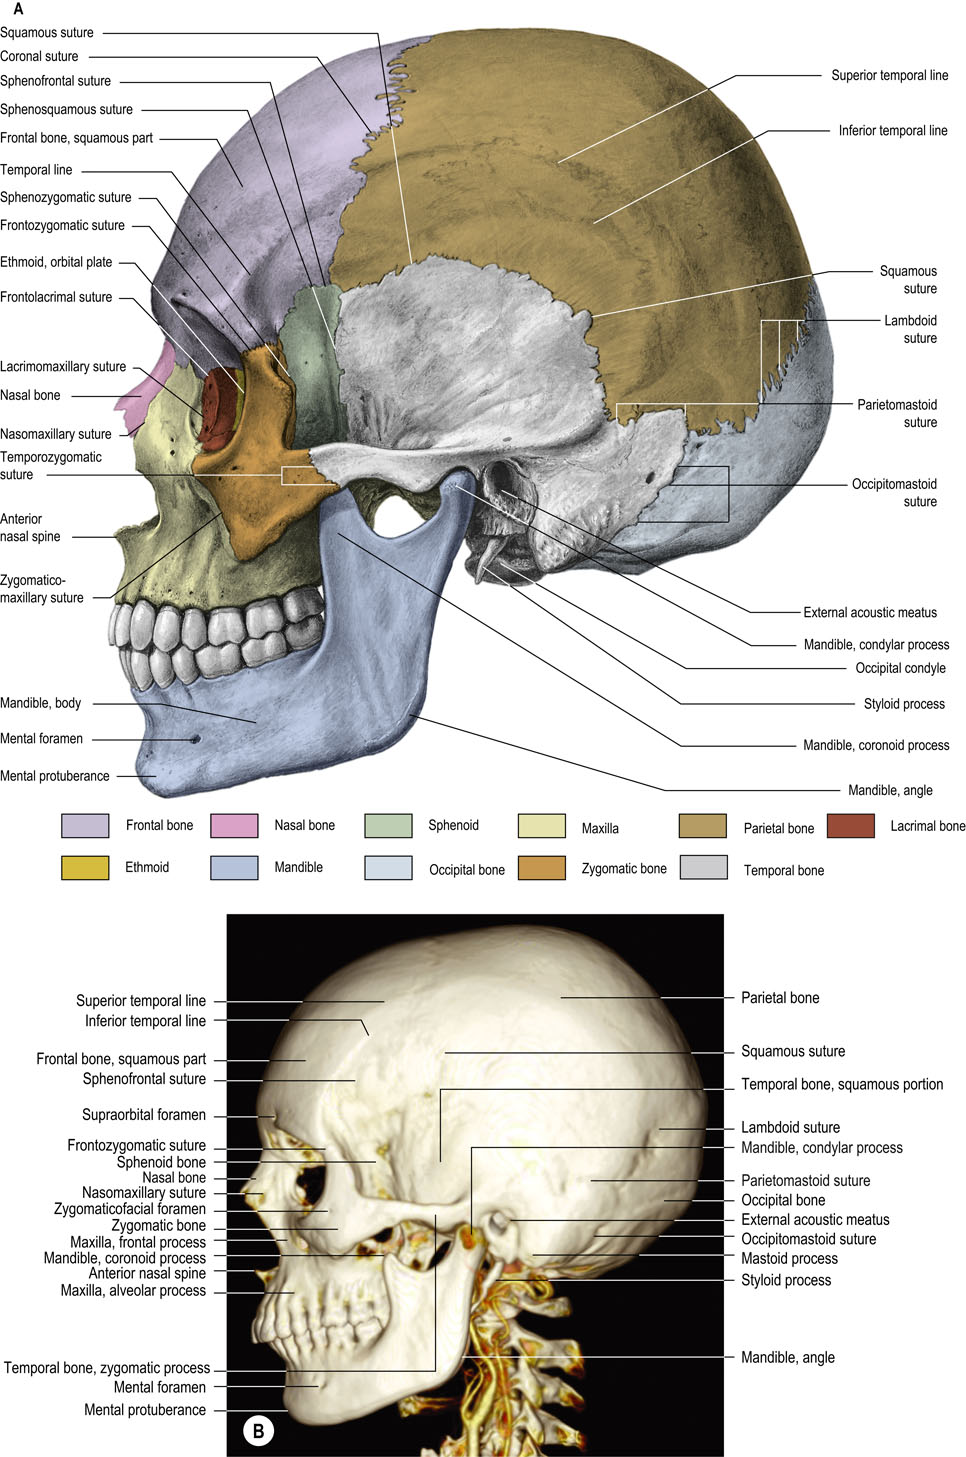 A
Squamous suture
Coronal suture
Sphenofrontal suture
Sphenosquamous suture
Frontal bone, squamous part
Temporal line
Sphenozygomatic suture
Frontozygomatic suture
Ethmoid, orbital plate
Frontolacrimal suture
Lacrimomaxillary suture
Nasal bone
Nasomaxillary suture
Temporozygomatic
suture
Anterior
nasal spine
Zygomatico-
maxillary suture
Mandible, body
Mental foramen
Mental protuberance
Superior temporal line
Inferior temporal line
Squamous
suture
Lambdoid
suture
Parietomastoid
suture
Occipitomastoid
suture
External acoustic meatus
Mandible, condylar process
Occipital condyle
Styloid process
Mandible, coronoid process
Mandible, angle
Frontal bone
Nasal bone
Sphenoid
Maxilla
Parietal bone
Lacrimal bone
Ethmoid
Mandible
Occipital bone
Zygomatic bone
Temporal bone
Superior temporal line
Inferior temporal line
Frontal bone, squamous part
Sphenofrontal suture
Supraorbital foramen
Frontozygomatic suture
Sphenoid bone
Nasal bone
Nasomaxillary suture
Zygomaticofacial foramen
Zygomatic bone
Maxilla, frontal process
Mandible, coronoid process
Anterior nasal spine
Maxilla, alveolar process
Temporal bone, zygomatic process
Mental foramen
Mental protuberance
Parietal bone
Squamous suture
Temporal bone, squamous portion
Lambdoid suture
Mandible, condylar process
Parietomastoid suture
Occipital bone
External acoustic meatus
Occipitomastoid suture
Mastoid process
Styloid process
Mandible, angle
B